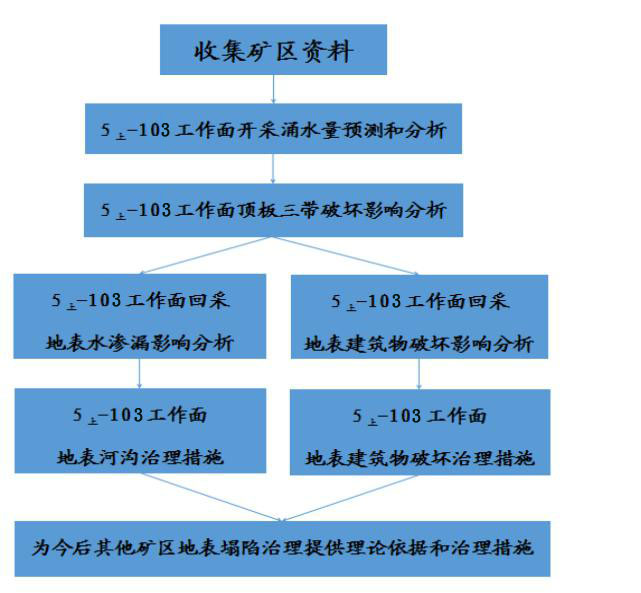 收集矿区资料
5上-103工作面开采涌水量预测和分析
5上-103工作面顶板三带破坏影响分析
5上-103工作面回采
地表水渗漏影响分析
5上-103工作面回采
地表建筑物破坏影响分析
5上-103工作面
地表河沟治理措施
5上-103工作面
地表建筑物破坏治理措施
为今后其他矿区地表塌陷治理提供理论依据和治理措施